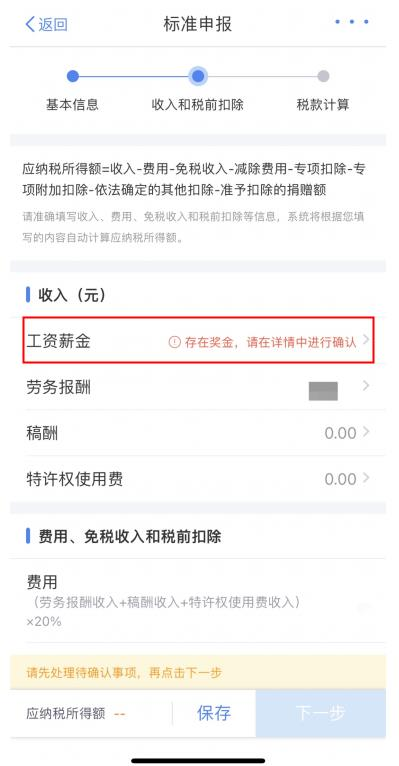 返回
标准申报
基本信息
收入和税前扣除
税款计算
应纳税所得额=收入-费用-免税收入-减除费用-专项扣除-专
项附加扣除-依法确定的其他扣除-准予扣除的捐赠额
请准确填写收入、费用、免税收入和税前扣除等信息，系统将根据您填
写的内容自动计算应纳税所得额。
收入（元）
工资薪金 存在奖金，请在详情中进行确认
劳务报酬
稿酬 0.00
特许权使用费 0.00
费用、免税收入和税前扣除
费用
（劳务报酬收入+稿酬收入+特许权使用费收入）
×20%
请先处理待确认事项，再点击下一步
应纳税所得额 -- 保存 下一步